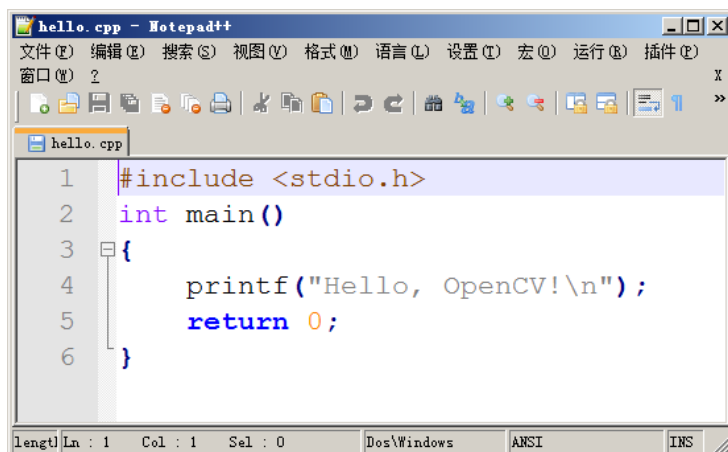 hello.cpp - Notepad++
文件(F) 编辑(E) 搜索(S) 视图(V) 格式(M) 语言(L) 设置(T) 宏(O) 运行(R) 插件(P)
窗口(W) ? X
hello.cpp
1 #include <stdio.h>
2 int main()
3 {
4 printf("Hello, OpenCV!\n");
5 return 0;
6 }
Ln : 1 Col : 1 Sel : 0 Dos\Windows ANSI INS